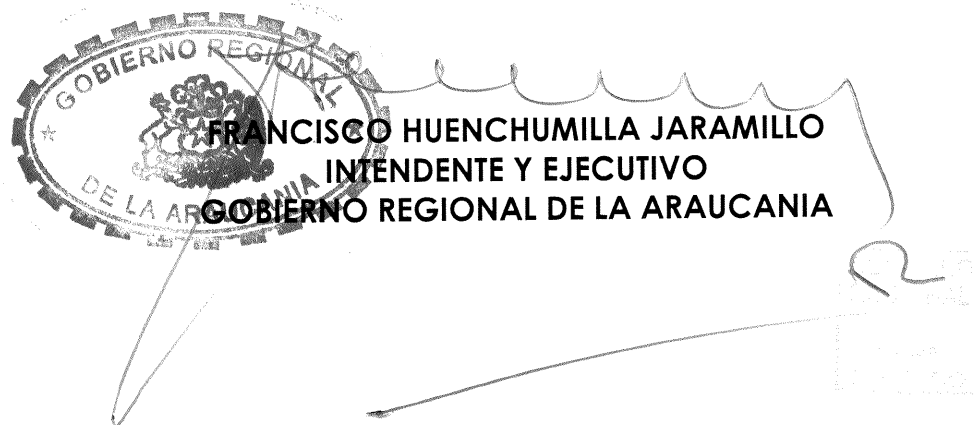 GOBIERNO REGIONAL
DE LA ARAUCANIA
FRANCISCO HUENCHUMILLA JARAMILLO
INTENDENTE Y EJECUTIVO
GOBIERNO REGIONAL DE LA ARAUCANIA